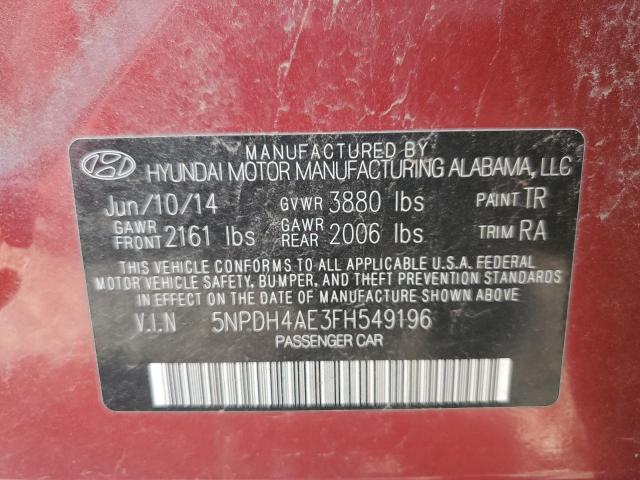 MANUFACTURED BY
HYUNDAI MOTOR MANUFACTURING ALABAMA, LLC
Jun/10/14 GVWR 3880 lbs PAINT TR
GAWR FRONT 2161 lbs GAWR REAR 2006 lbs TRIM RA
THIS VEHICLE CONFORMS TO ALL APPLICABLE U.S.A. FEDERAL
MOTOR VEHICLE SAFETY, BUMPER, AND THEFT PREVENTION STANDARDS
IN EFFECT ON THE DATE OF MANUFACTURE SHOWN ABOVE.
V.I.N 5NPDH4AE3FH549196
PASSENGER CAR